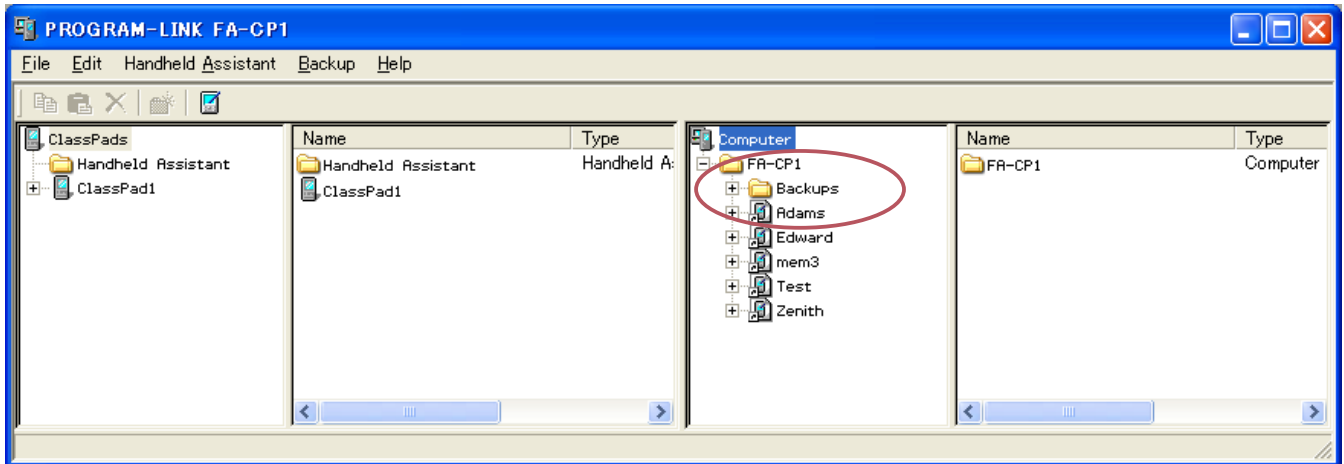 PROGRAM-LINK FA-CP1
File Edit Handheld Assistant Backup Help
ClassPads
Handheld Assistant
ClassPad1
Name Type
Handheld Assistant Handheld A
ClassPad1
Computer
FA-CP1
Backups
Adams
Edward
mem3
Test
Zenith
Name Type
FA-CP1 Computer